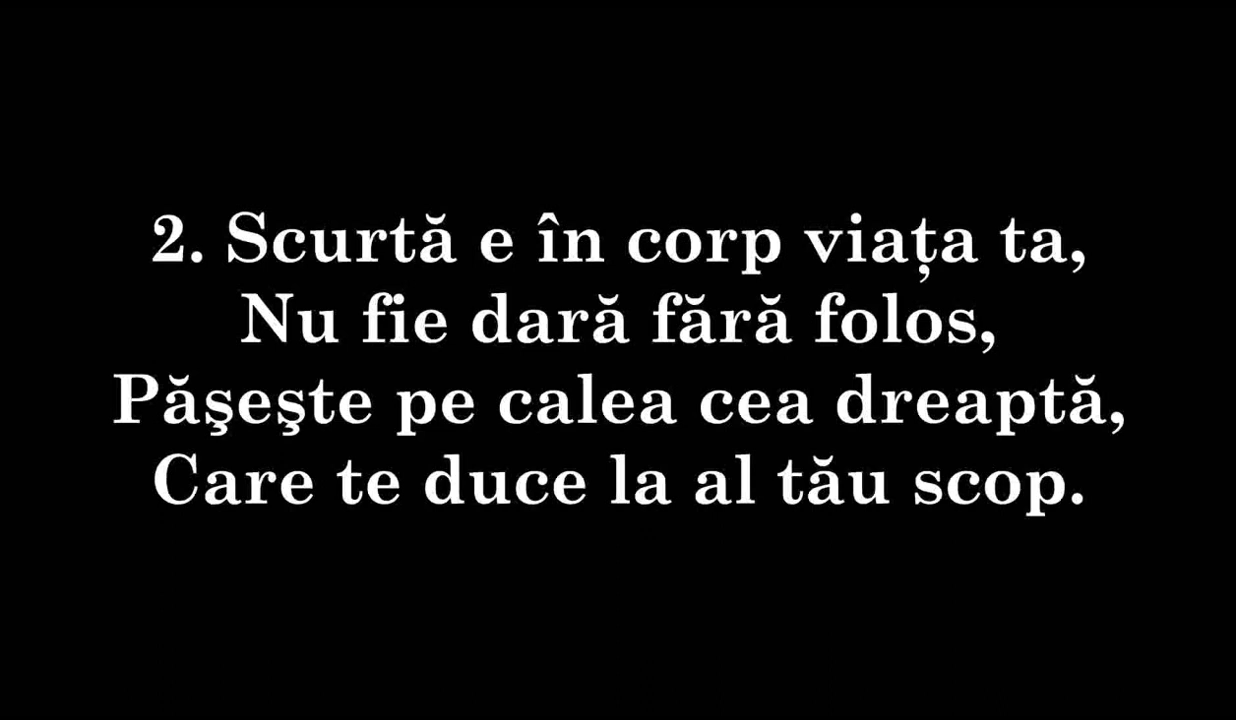 2. Scurtă e în corp viața ta,
Nu fie dară fără folos,
Păşeşte pe calea cea dreaptă,
Care te duce la al tău scop.